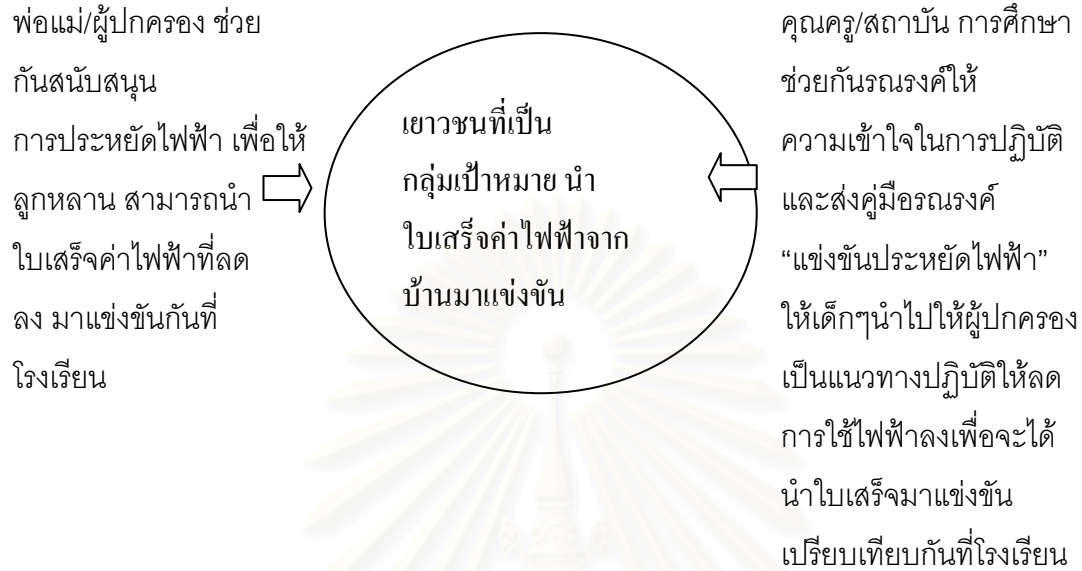 พ่อแม่/ผู้ปกครอง ช่วย
กันสนับสนุน
การประหยัดไฟฟ้า เพื่อให้
ลูกหลาน สามารถนำ
ใบเสร็จค่าไฟฟ้าที่ลด
ลง มาแข่งขันกันที่
โรงเรียน
เยาวชนที่เป็น
กลุ่มเป้าหมาย นำ
ใบเสร็จค่าไฟฟ้าจาก
บ้านมาแข่งขัน
คุณครู/สถาบัน การศึกษา
ช่วยกันรณรงค์ให้
ความเข้าใจในการปฏิบัติ
และส่งคู่มือรณรงค์
“แข่งขันประหยัดไฟฟ้า”
ให้เด็กๆนำไปให้ผู้ปกครอง
เป็นแนวทางปฏิบัติให้ลด
การใช้ไฟฟ้าลงเพื่อจะได้
นำใบเสร็จมาแข่งขัน
เปรียบเทียบกันที่โรงเรียน